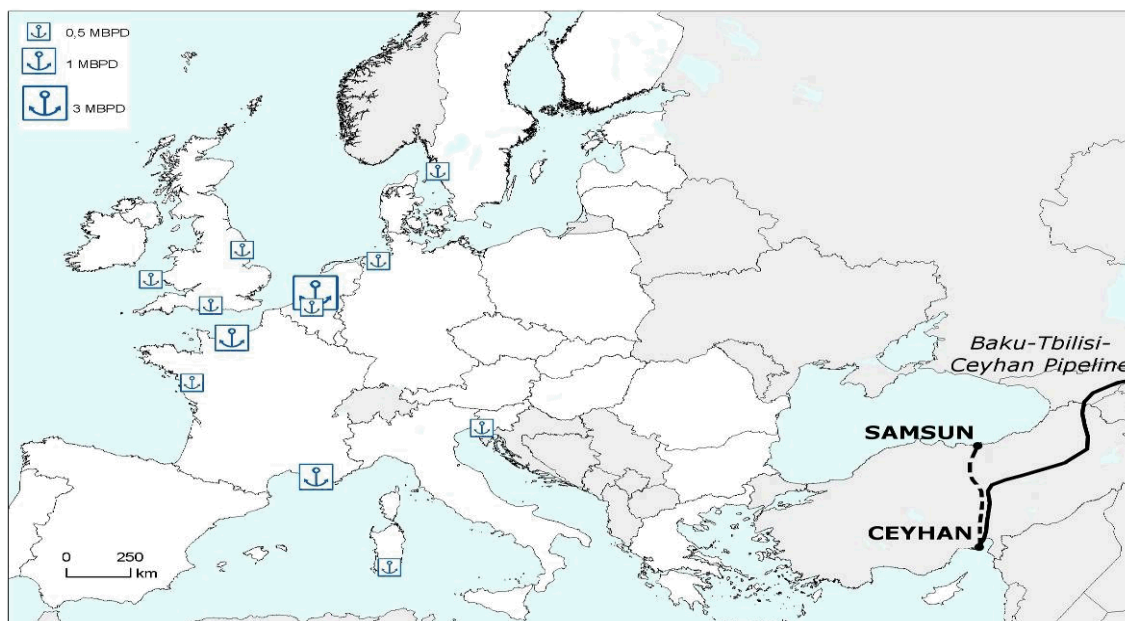 0,5 MBPD
1 MBPD
3 MBPD
Baku-Tbilisi-
Ceyhan Pipeline
SAMSUN
CEYHAN
0 250
km